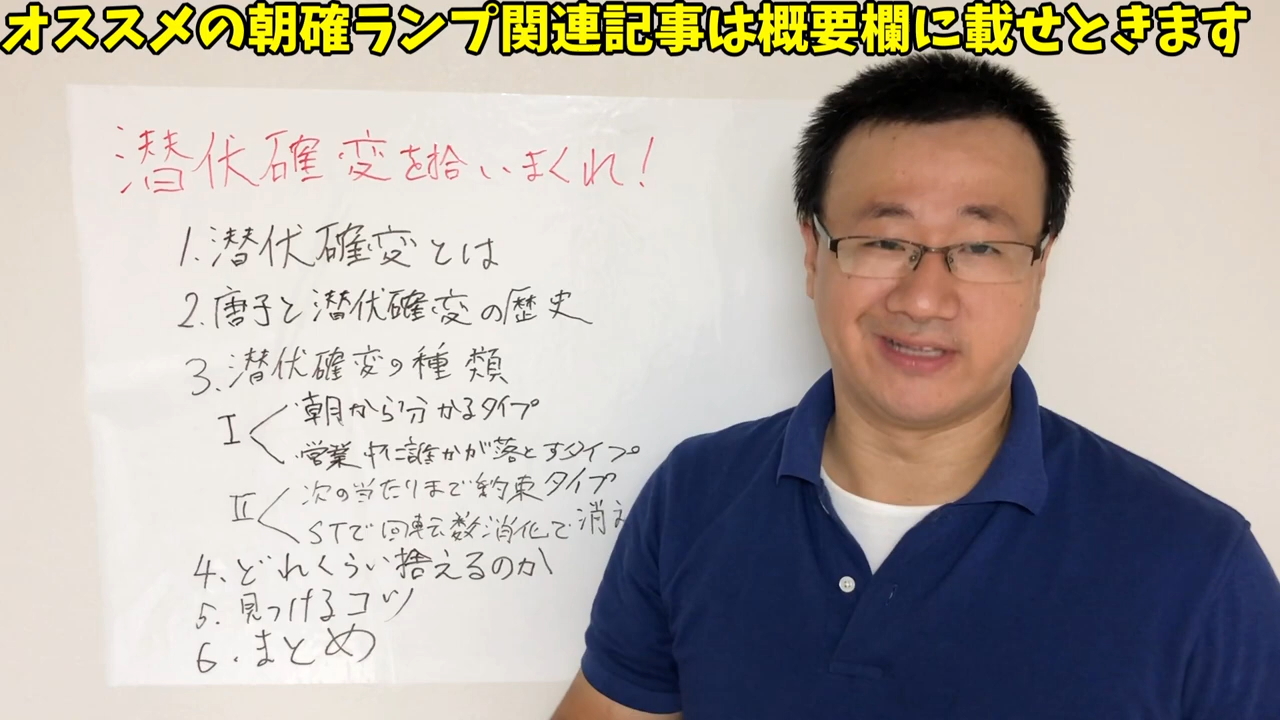 オススメの朝確ランプ関連記事は概要欄に載せときます
潜伏確変を拾いまくれ!
1.潜伏確変とは
2.唐子と潜伏確変の歴史
3.潜伏確変の種類
I 朝から分かるタイプ
営業中に誰かが落とすタイプ
II 次の当たりまで約束タイプ
STで回転数消化で消え
4.どれくらい捨えるのか
5.見つけるコツ
6.まとめ